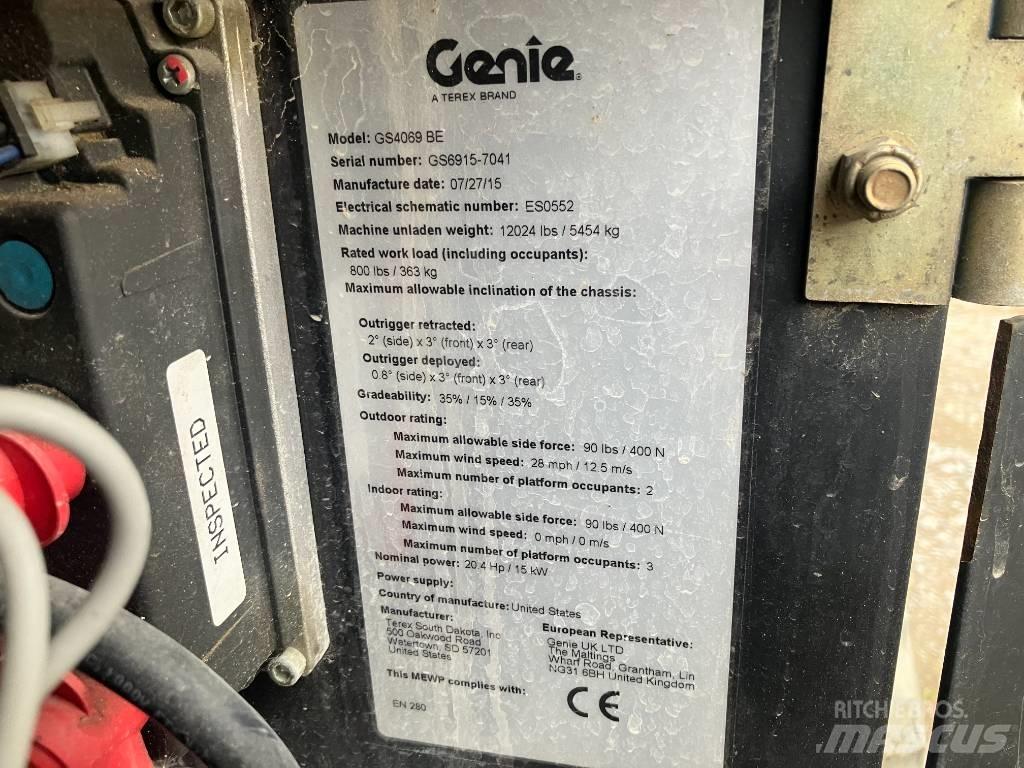 Genie
A TEREX BRAND
Model: GS4069 BE
Serial number: GS6915-7041
Manufacture date: 07/27/15
Electrical schematic number: ES0552
Machine unladen weight: 12024 lbs / 5454 kg
Rated work load (including occupants):
800 lbs / 363 kg
Maximum allowable inclination of the chassis:
Outrigger retracted:
2° (side) x 3° (front) x 3° (rear)
Outrigger deployed:
0.8° (side) x 3° (front) x 3° (rear)
Gradeability: 35% / 15% / 35%
Outdoor rating:
Maximum allowable side force: 90 lbs / 400 N
Maximum wind speed: 28 mph / 12.5 m/s
Maximum number of platform occupants: 2
Indoor rating:
Maximum allowable side force: 90 lbs / 400 N
Maximum wind speed: 0 mph / 0 m/s
Maximum number of platform occupants: 3
Nominal power: 20.4 Hp / 15 kW
Power supply:
Country of manufacture: United States
Manufacturer:
Terex South Dakota, Inc
500 Oakwood Road
Watertown, SD 57201
United States
European Representative:
Genie UK LTD
The Maltings
Wharf Road, Grantham, Lin
NG31 6BH United Kingdom
This MEWP complies with:
EN 280
CE
INSPECTED
RITCHIE BROS.
MASCUS